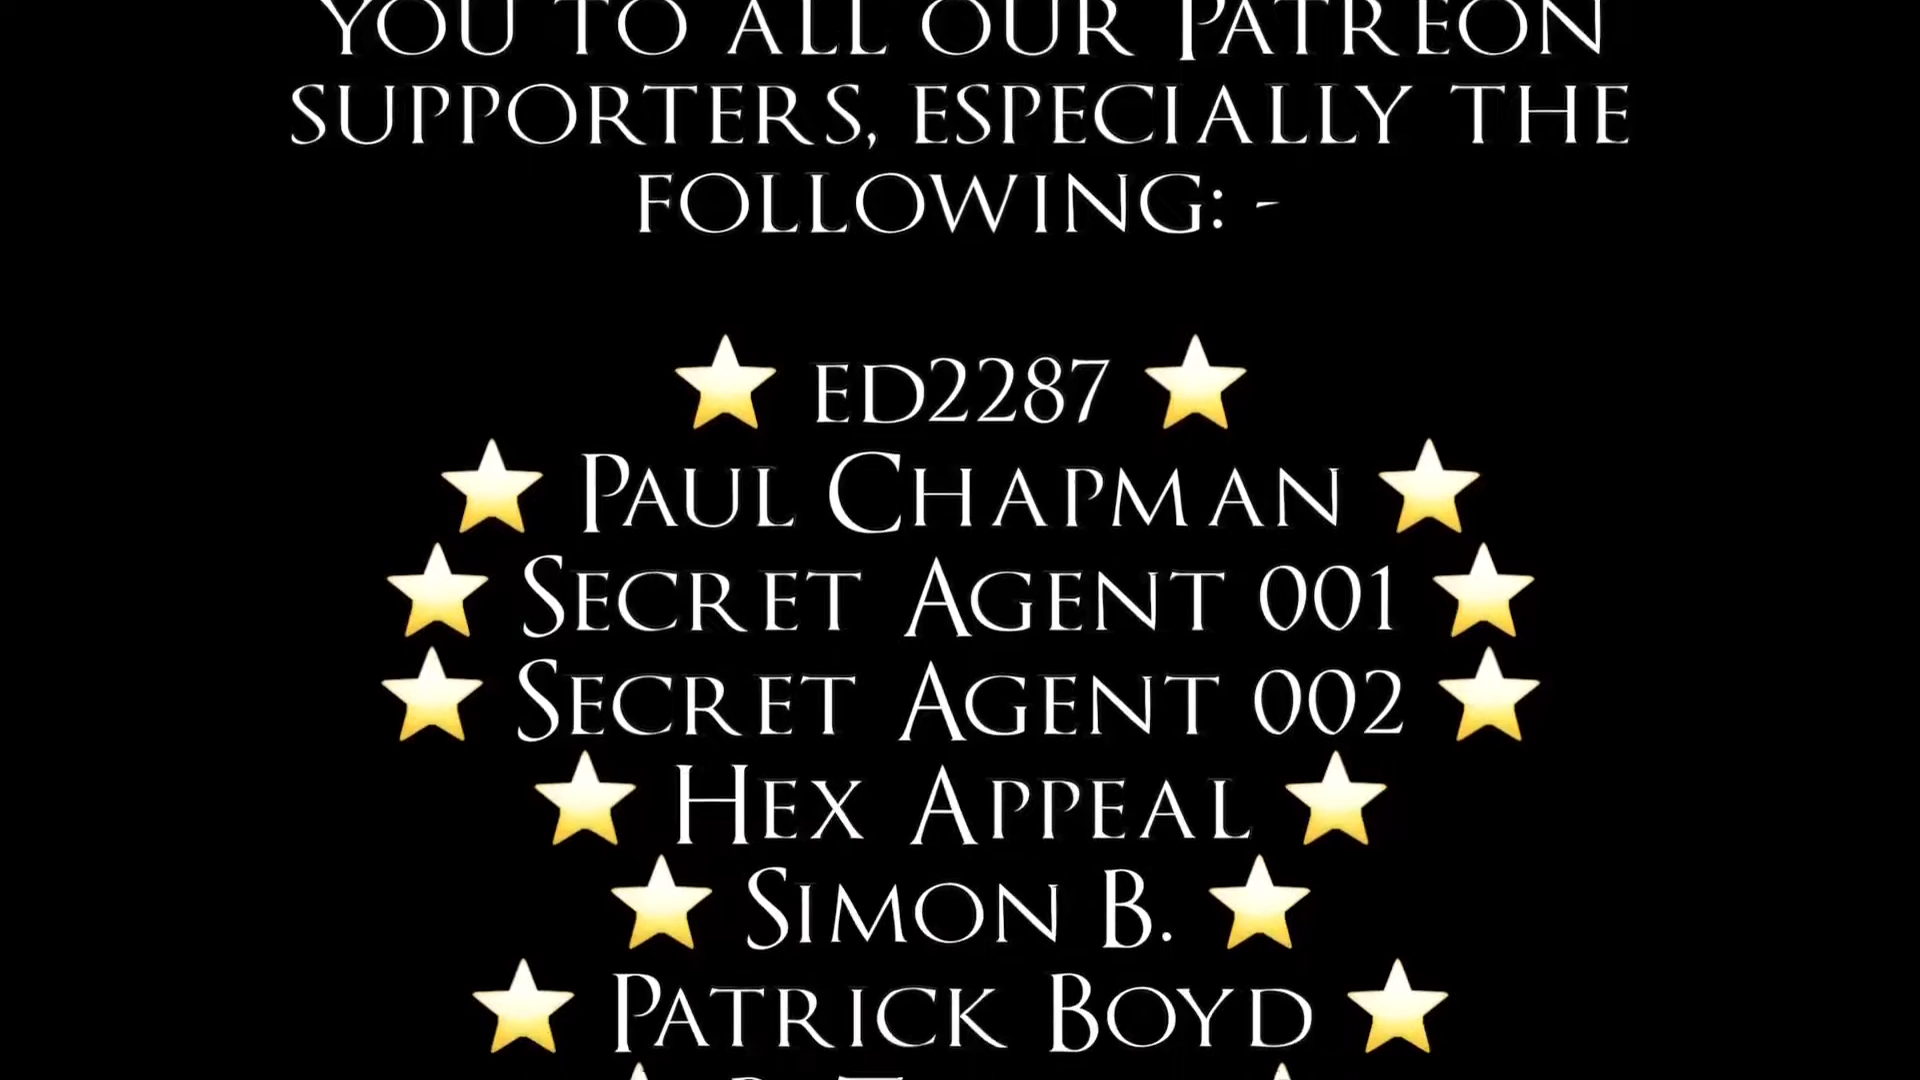 you to all our Patreon
supporters, especially the
following: -
⭐ ed2287 ⭐
⭐ Paul Chapman ⭐
⭐ Secret Agent 001 ⭐
⭐ Secret Agent 002 ⭐
⭐ Hex Appeal ⭐
⭐ Simon B. ⭐
⭐ Patrick Boyd ⭐